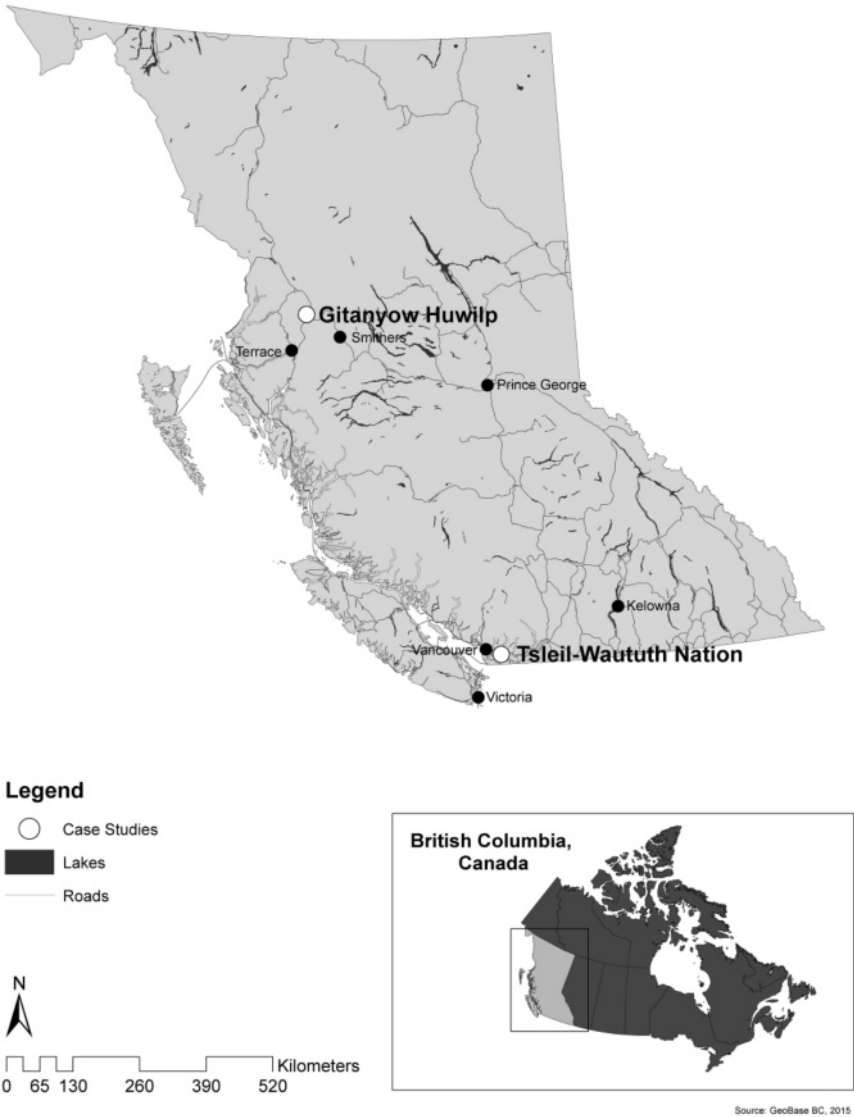 Gitanyow Huwilp
Smithers
Terrace
Prince George
Kelowna
Vancouver
Tsleil-Waututh Nation
Victoria
Legend
Case Studies
Lakes
Roads
N
Kilometers
0 65 130 260 390 520
British Columbia,
Canada
Source: GeoBase BC, 2015